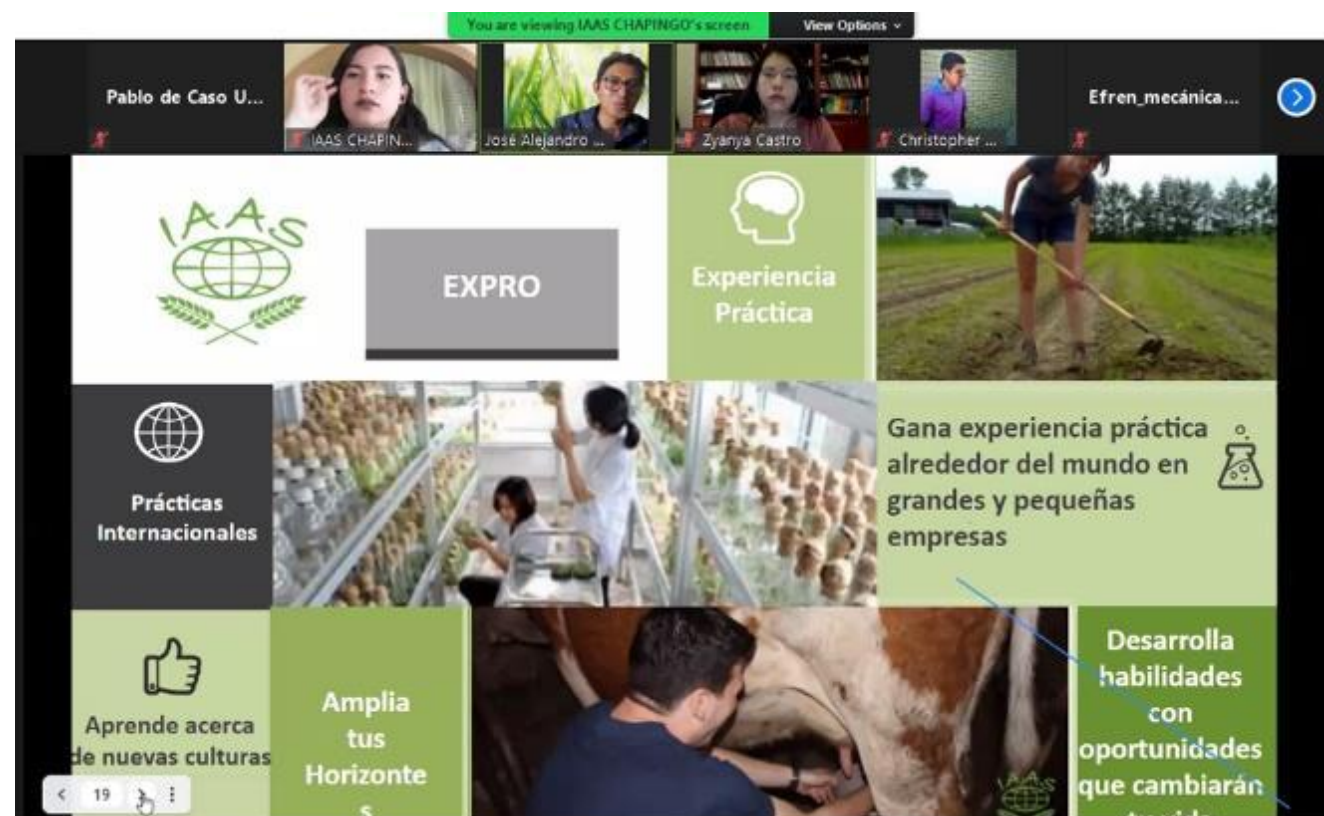 You are viewing IAAS CHAPINGO's screen
View Options
Pablo de Caso U...
IAAS CHAPIN...
José Alejandro ...
Zyanya Castro
Christopher ...
Efren_mecánica...
IAAS
EXPRO
Experiencia
Práctica
Prácticas
Internacionales
Gana experiencia práctica
alrededor del mundo en
grandes y pequeñas
empresas
Aprende acerca
de nuevas culturas
Amplia
tus
Horizonte
s
IAAS
Desarrolla
habilidades
con
oportunidades
que cambiarán
19